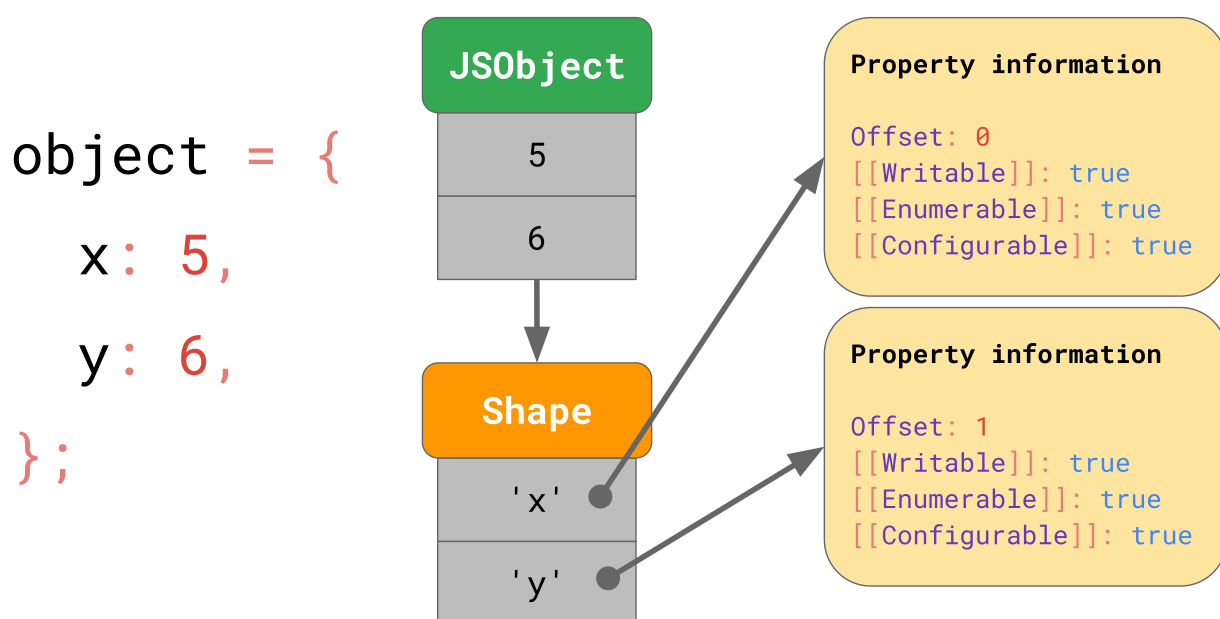 object = {
x: 5,
y: 6,
};
JSObject
5
6
Shape
'x'
'y'
Property information
Offset: 0
[[Writable]]: true
[[Enumerable]]: true
[[Configurable]]: true
Property information
Offset: 1
[[Writable]]: true
[[Enumerable]]: true
[[Configurable]]: true